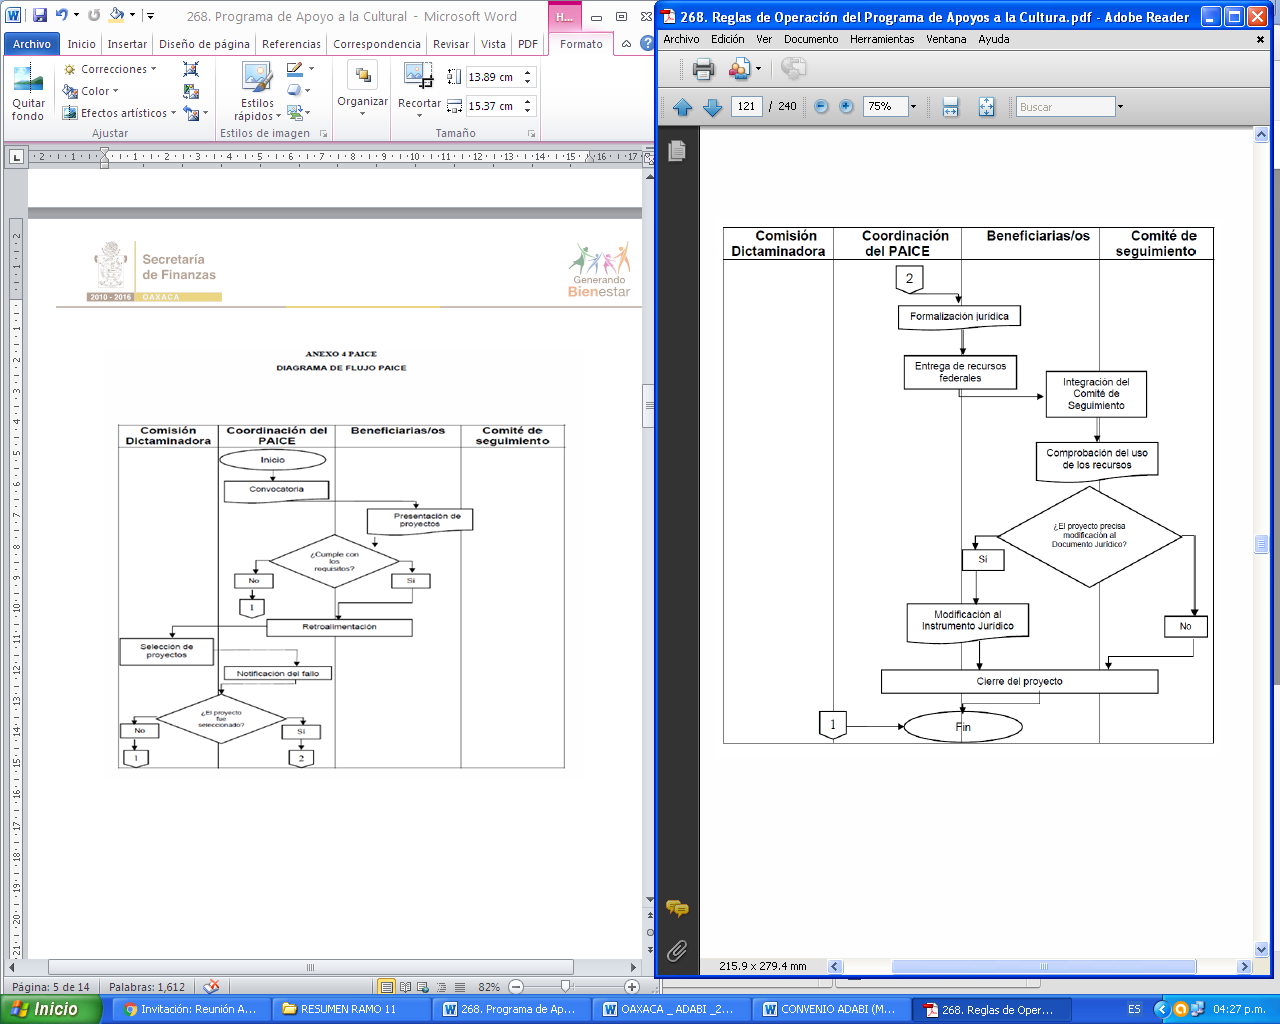 268. Programa de Apoyo a la Cultural - Microsoft Word
H...
Archivo Inicio Insertar Diseño de página Referencias Correspondencia Revisar Vista PDF Formato
Quitar fondo
Correcciones
Color
Efectos artísticos
Ajustar
Estilos rápidos
Estilos de imagen
Organizar
Recortar
13.89 cm
15.37 cm
Tamaño
Secretaría
de Finanzas
2010 - 2016 OAXACA
Generando
Bienestar
ANEXO 4 PAICE
DIAGRAMA DE FLUJO PAICE
Comisión Dictaminadora
Coordinación del PAICE
Beneficiarias/os
Comité de seguimiento
Inicio
Convocatoria
Presentación de
proyectos
¿Cumple con
los
requisitos?
No
Sí
1
Retroalimentación
Selección de
proyectos
Notificación del fallo
¿El proyecto
fue
seleccionado?
No
Sí
1
2
Página: 5 de 14 Palabras: 1,612 82%
268. Reglas de Operación del Programa de Apoyos a la Cultura.pdf - Adobe Reader
Archivo Edición Ver Documento Herramientas Ventana Ayuda
121 / 240 75% Buscar
Comisión Dictaminadora
Coordinación del PAICE
Beneficiarias/os
Comité de seguimiento
2
Formalización jurídica
Entrega de recursos
federales
Integración del
Comité de
Seguimiento
Comprobación del uso
de los recursos
¿El proyecto precisa
modificación al
Documento Jurídico?
Sí
Modificación al
Instrumento Jurídico
No
Cierre del proyecto
1
Fin
215.9 x 279.4 mm
Inicio
Invitación: Reunión A...
RESUMEN RAMO 11
268. Programa de Ap...
OAXACA _ ADABI _2...
CONVENIO ADABI (M...
268. Reglas de Oper...
ES
04:27 p.m.